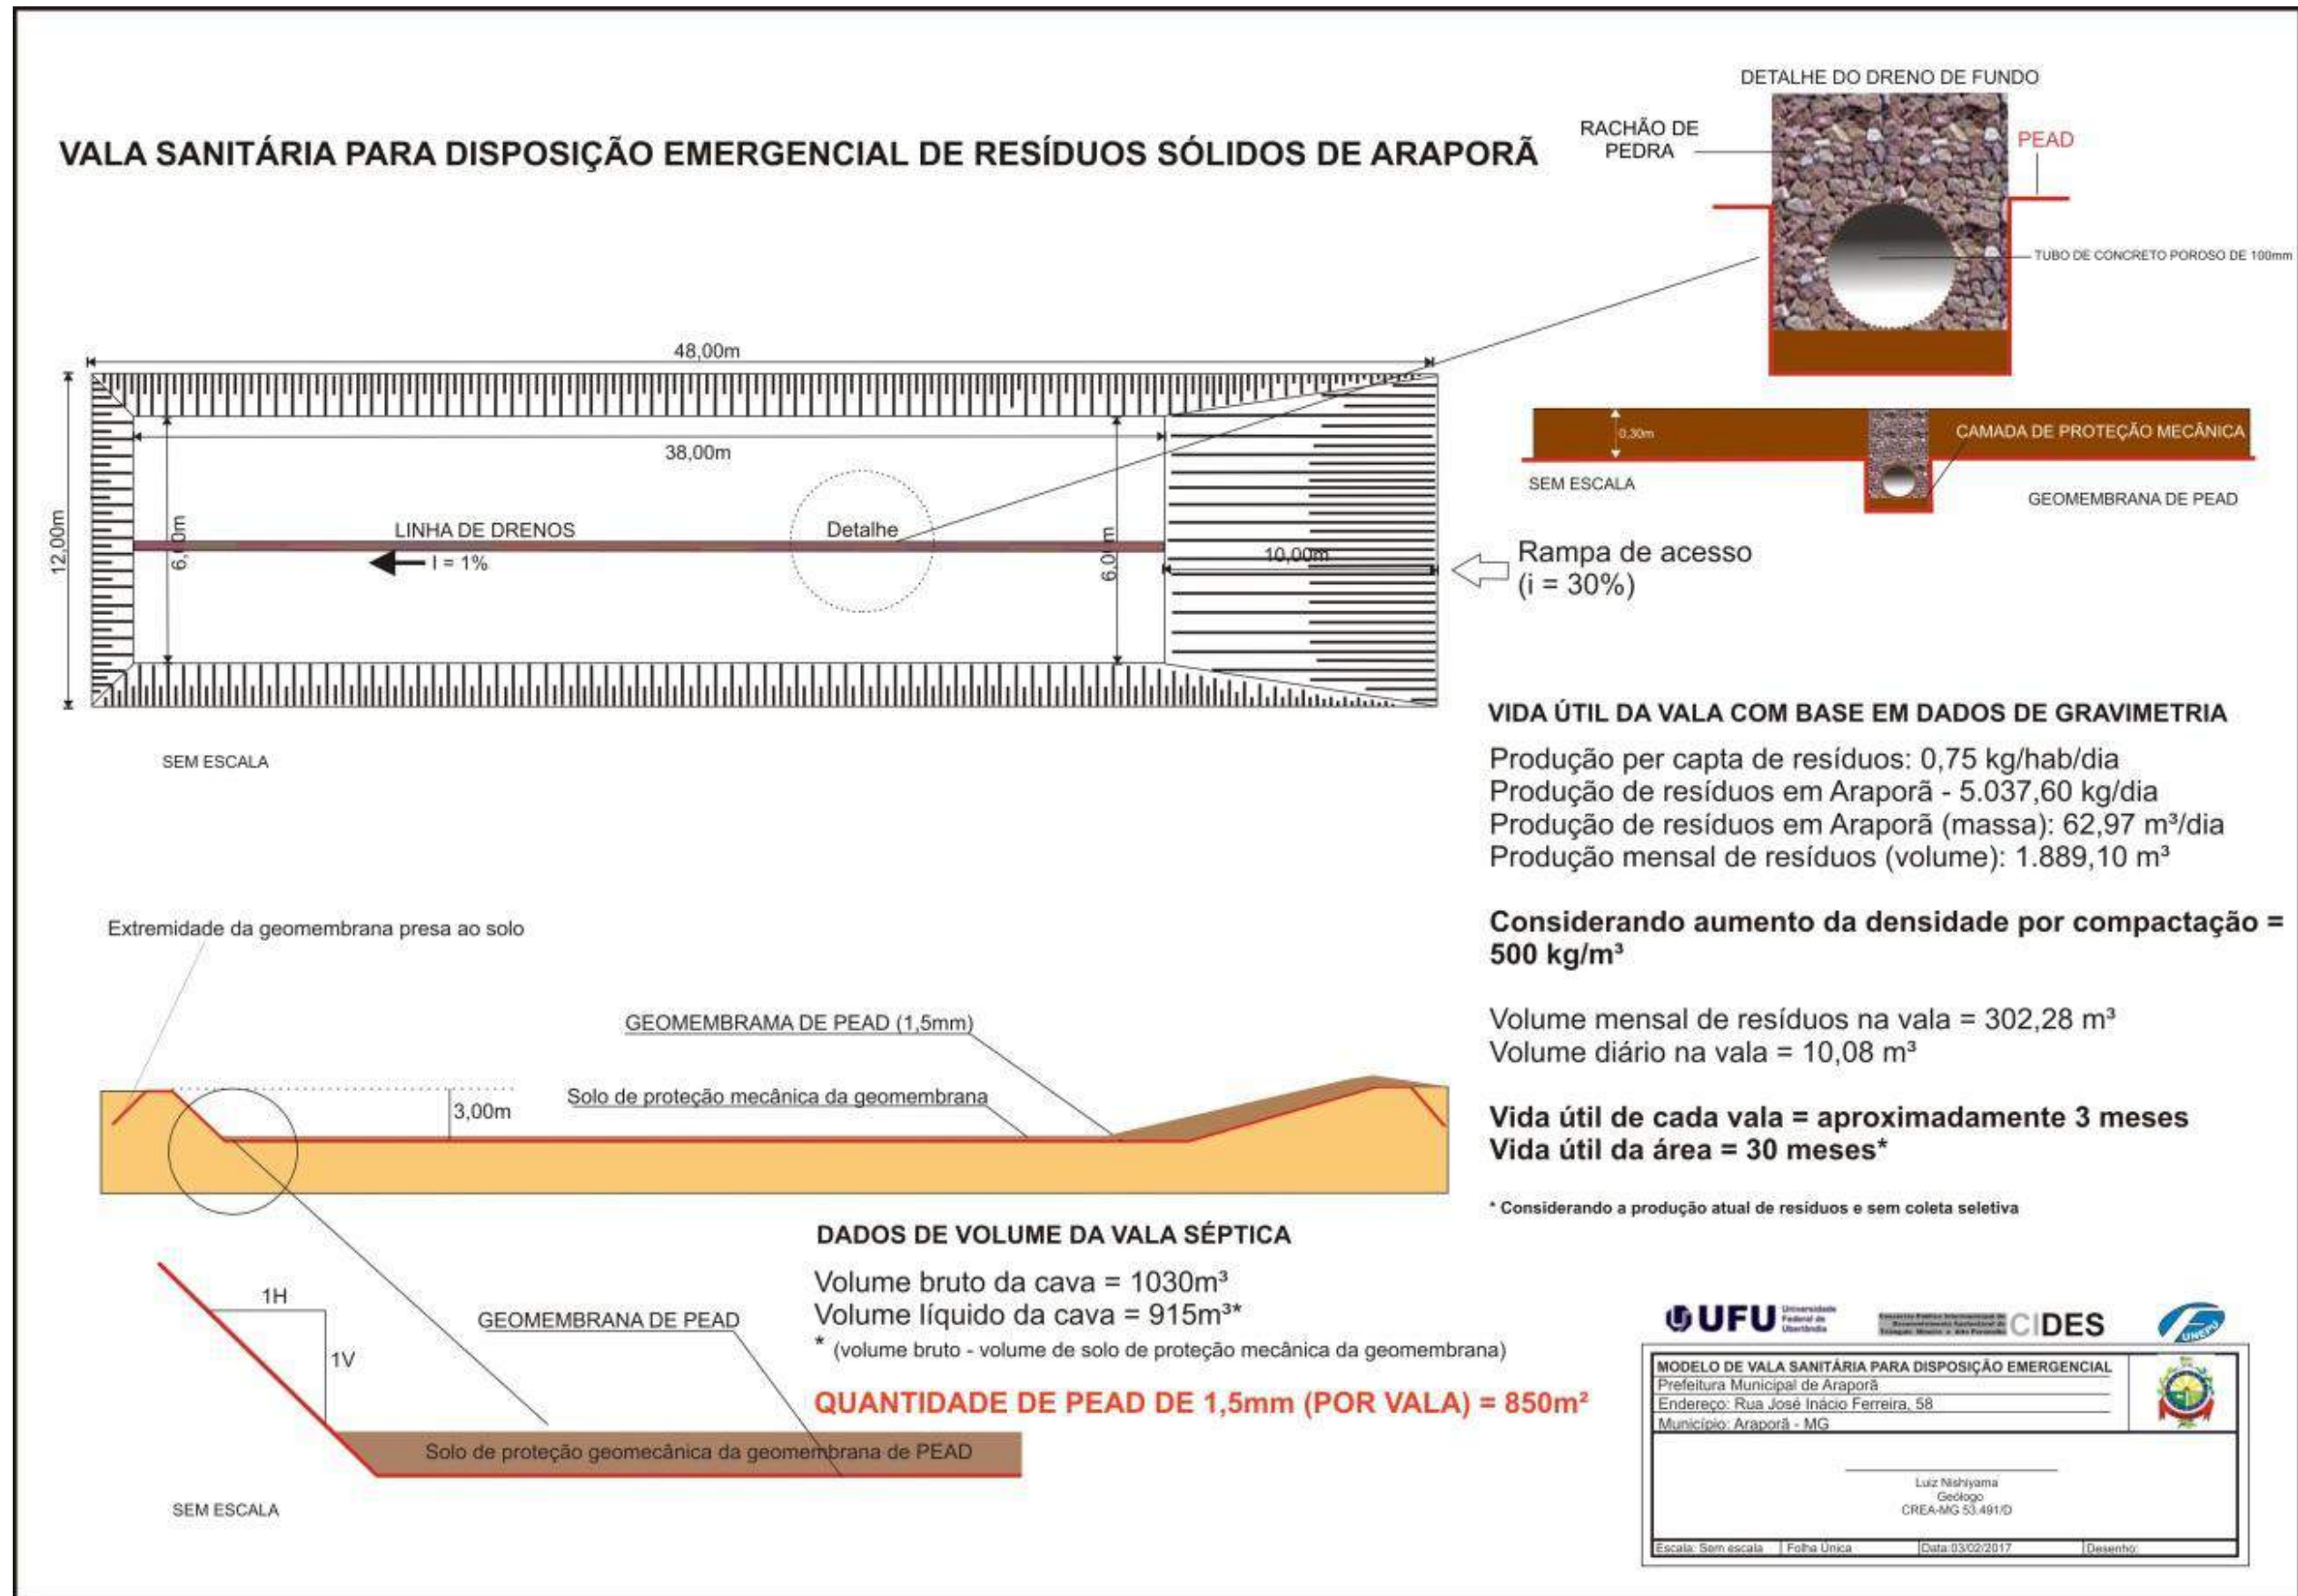 VALA SANITÁRIA PARA DISPOSIÇÃO EMERGENCIAL DE RESÍDUOS SÓLIDOS DE ARAPORÃ
DETALHE DO DRENO DE FUNDO
RACHÃO DE
PEDRA
PEAD
TUBO DE CONCRETO POROSO DE 100mm
0,30m
CAMADA DE PROTEÇÃO MECÂNICA
SEM ESCALA
GEOMEMBRANA DE PEAD
48,00m
38,00m
12,00m
6,00m
LINHA DE DRENOS
I = 1%
Detalhe
6,00m
10,00m
Rampa de acesso
(i = 30%)
SEM ESCALA
VIDA ÚTIL DA VALA COM BASE EM DADOS DE GRAVIMETRIA
Produção per capta de resíduos: 0,75 kg/hab/dia
Produção de resíduos em Araporã - 5.037,60 kg/dia
Produção de resíduos em Araporã (massa): 62,97 m³/dia
Produção mensal de resíduos (volume): 1.889,10 m³
Considerando aumento da densidade por compactação =
500 kg/m³
Volume mensal de resíduos na vala = 302,28 m³
Volume diário na vala = 10,08 m³
Vida útil de cada vala = aproximadamente 3 meses
Vida útil da área = 30 meses*
* Considerando a produção atual de resíduos e sem coleta seletiva
Extremidade da geomembrana presa ao solo
GEOMEMBRAMA DE PEAD (1,5mm)
Solo de proteção mecânica da geomembrana
3,00m
1H
1V
GEOMEMBRANA DE PEAD
Solo de proteção geomecânica da geomembrana de PEAD
SEM ESCALA
DADOS DE VOLUME DA VALA SÉPTICA
Volume bruto da cava = 1030m³
Volume líquido da cava = 915m³*
* (volume bruto - volume de solo de proteção mecânica da geomembrana)
QUANTIDADE DE PEAD DE 1,5mm (POR VALA) = 850m²
UFU
Universidade
Federal de
Uberlândia
CIDES
UNEPU
MODELO DE VALA SANITÁRIA PARA DISPOSIÇÃO EMERGENCIAL
Prefeitura Municipal de Araporã
Endereço: Rua José Inácio Ferreira, 58
Município: Araporã - MG
Luiz Nishiyama
Geólogo
CREA-MG 53.491/D
Escala: Sem escala
Folha Única
Data:03/02/2017
Desenho: